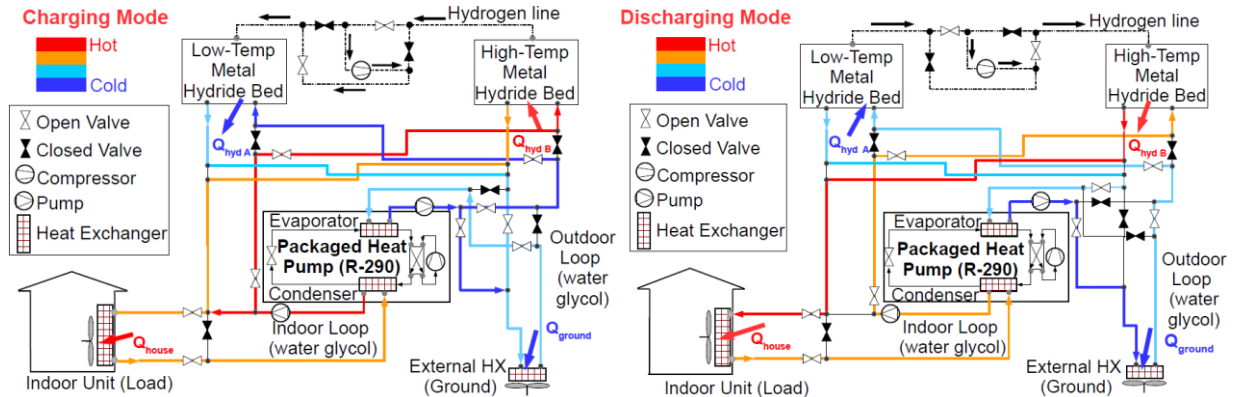 Charging Mode
Hot
Cold
Open Valve
Closed Valve
Compressor
Pump
Heat Exchanger
Hydrogen line
Low-Temp
Metal
Hydride Bed
High-Temp
Metal
Hydride Bed
Qhyd A
Qhyd B
Evaporator
Packaged Heat
Pump (R-290)
Condenser
Outdoor
Loop
(water
glycol)
Indoor Loop
(water glycol)
Qhouse
Qground
Indoor Unit (Load)
External HX
(Ground)
Discharging Mode
Hot
Cold
Open Valve
Closed Valve
Compressor
Pump
Heat Exchanger
Hydrogen line
Low-Temp
Metal
Hydride Bed
High-Temp
Metal
Hydride Bed
Qhyd A
Qhyd B
Evaporator
Packaged Heat
Pump (R-290)
Condenser
Outdoor
Loop
(water
glycol)
Indoor Loop
(water glycol)
Qhouse
Qground
Indoor Unit (Load)
External HX
(Ground)